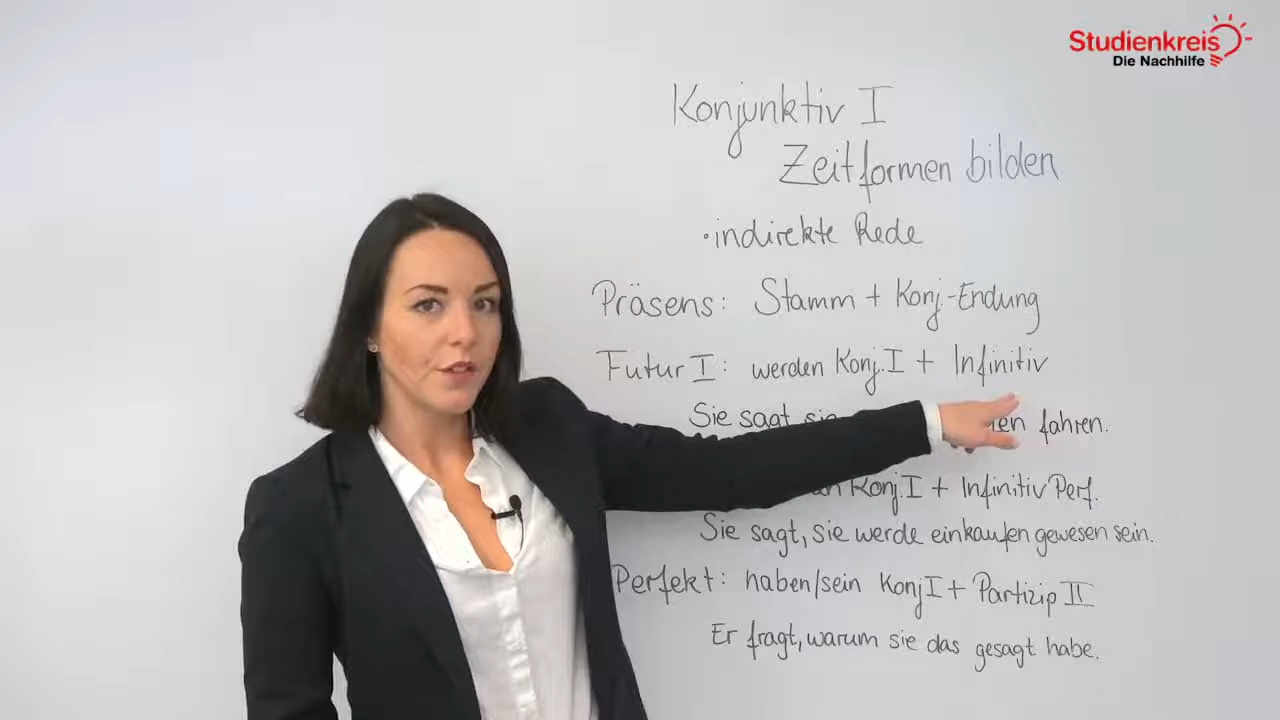 Studienkreis
Die Nachhilfe
Konjunktiv I
Zeitformen bilden
• indirekte Rede
Präsens: Stamm + Konj.-Endung
Futur I: werden Konj. I + Infinitiv
Sie sagt fahren.
Konj. I + Infinitiv Perf.
Sie sagt, sie werde einkaufen gewesen sein.
Perfekt: haben/sein Konj I + Partizip II
Er fragt, warum sie das gesagt habe.